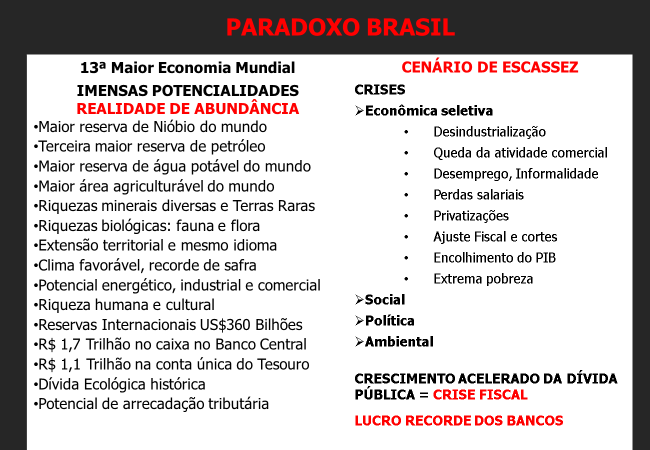 PARADOXO BRASIL
13ª Maior Economia Mundial
IMENSAS POTENCIALIDADES
REALIDADE DE ABUNDÂNCIA
•Maior reserva de Nióbio do mundo
•Terceira maior reserva de petróleo
•Maior reserva de água potável do mundo
•Maior área agriculturável do mundo
•Riquezas minerais diversas e Terras Raras
•Riquezas biológicas: fauna e flora
•Extensão territorial e mesmo idioma
•Clima favorável, recorde de safra
•Potencial energético, industrial e comercial
•Riqueza humana e cultural
•Reservas Internacionais US$360 Bilhões
•R$ 1,7 Trilhão no caixa no Banco Central
•R$ 1,1 Trilhão na conta única do Tesouro
•Dívida Ecológica histórica
•Potencial de arrecadação tributária
CENÁRIO DE ESCASSEZ
CRISES
➢Econômica seletiva
• Desindustrialização
• Queda da atividade comercial
• Desemprego, Informalidade
• Perdas salariais
• Privatizações
• Ajuste Fiscal e cortes
• Encolhimento do PIB
• Extrema pobreza
➢Social
➢Política
➢Ambiental
CRESCIMENTO ACELERADO DA DÍVIDA
PÚBLICA = CRISE FISCAL
LUCRO RECORDE DOS BANCOS